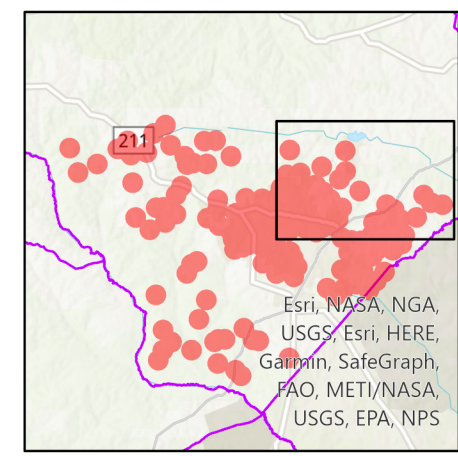 211
Esri, NASA, NGA,
USGS, Esri, HERE,
Garmin, SafeGraph,
FAO, METI/NASA,
USGS, EPA, NPS